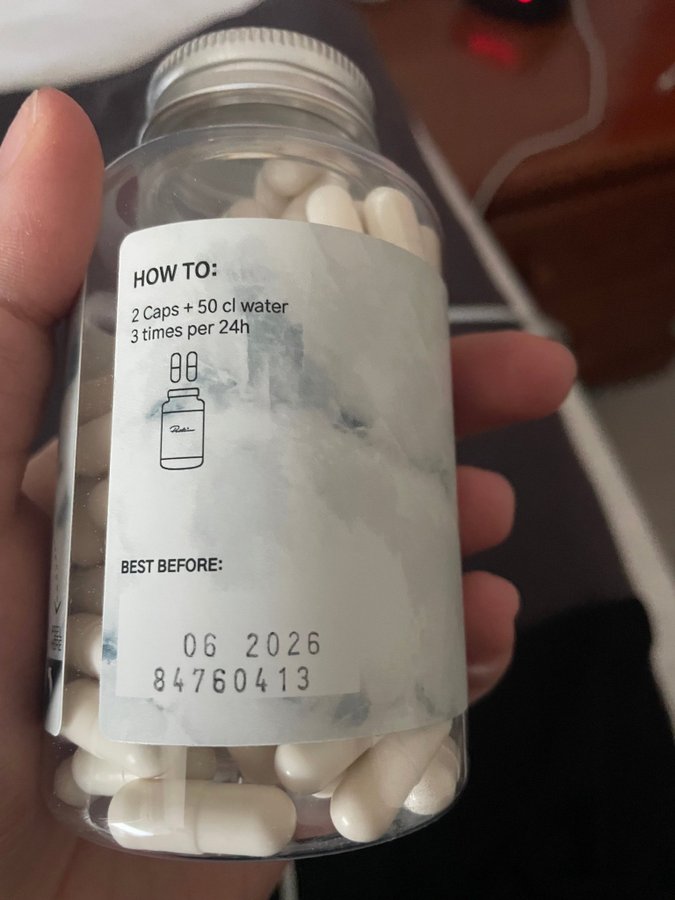 HOW TO:
2 Caps + 50 cl water
3 times per 24h
BEST BEFORE:
06 2026
84760413